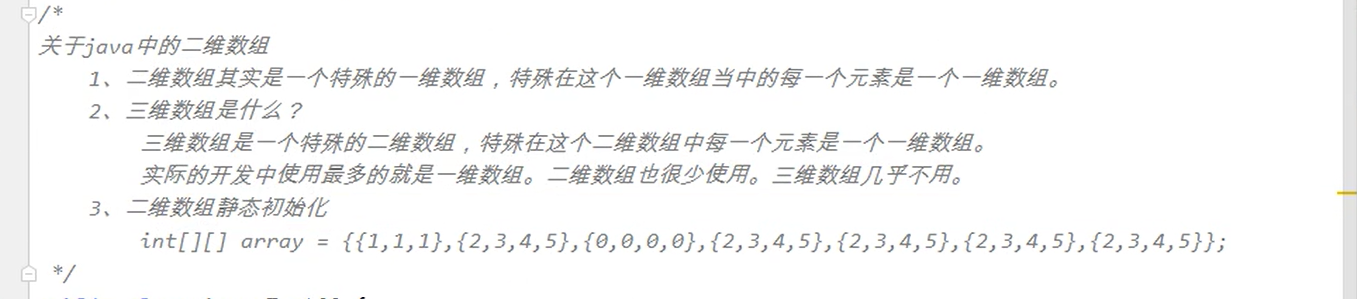 /*
关于java中的二维数组
1、二维数组其实是一个特殊的一维数组，特殊在这个一维数组当中的每一个元素是一个一维数组。
2、三维数组是什么？
三维数组是一个特殊的二维数组，特殊在这个二维数组中每一个元素是一个一维数组。
实际的开发中使用最多的就是一维数组。二维数组也很少使用。三维数组几乎不用。
3、二维数组静态初始化
int[][] array = {{1,1,1},{2,3,4,5},{0,0,0,0},{2,3,4,5},{2,3,4,5},{2,3,4,5},{2,3,4,5}};
*/